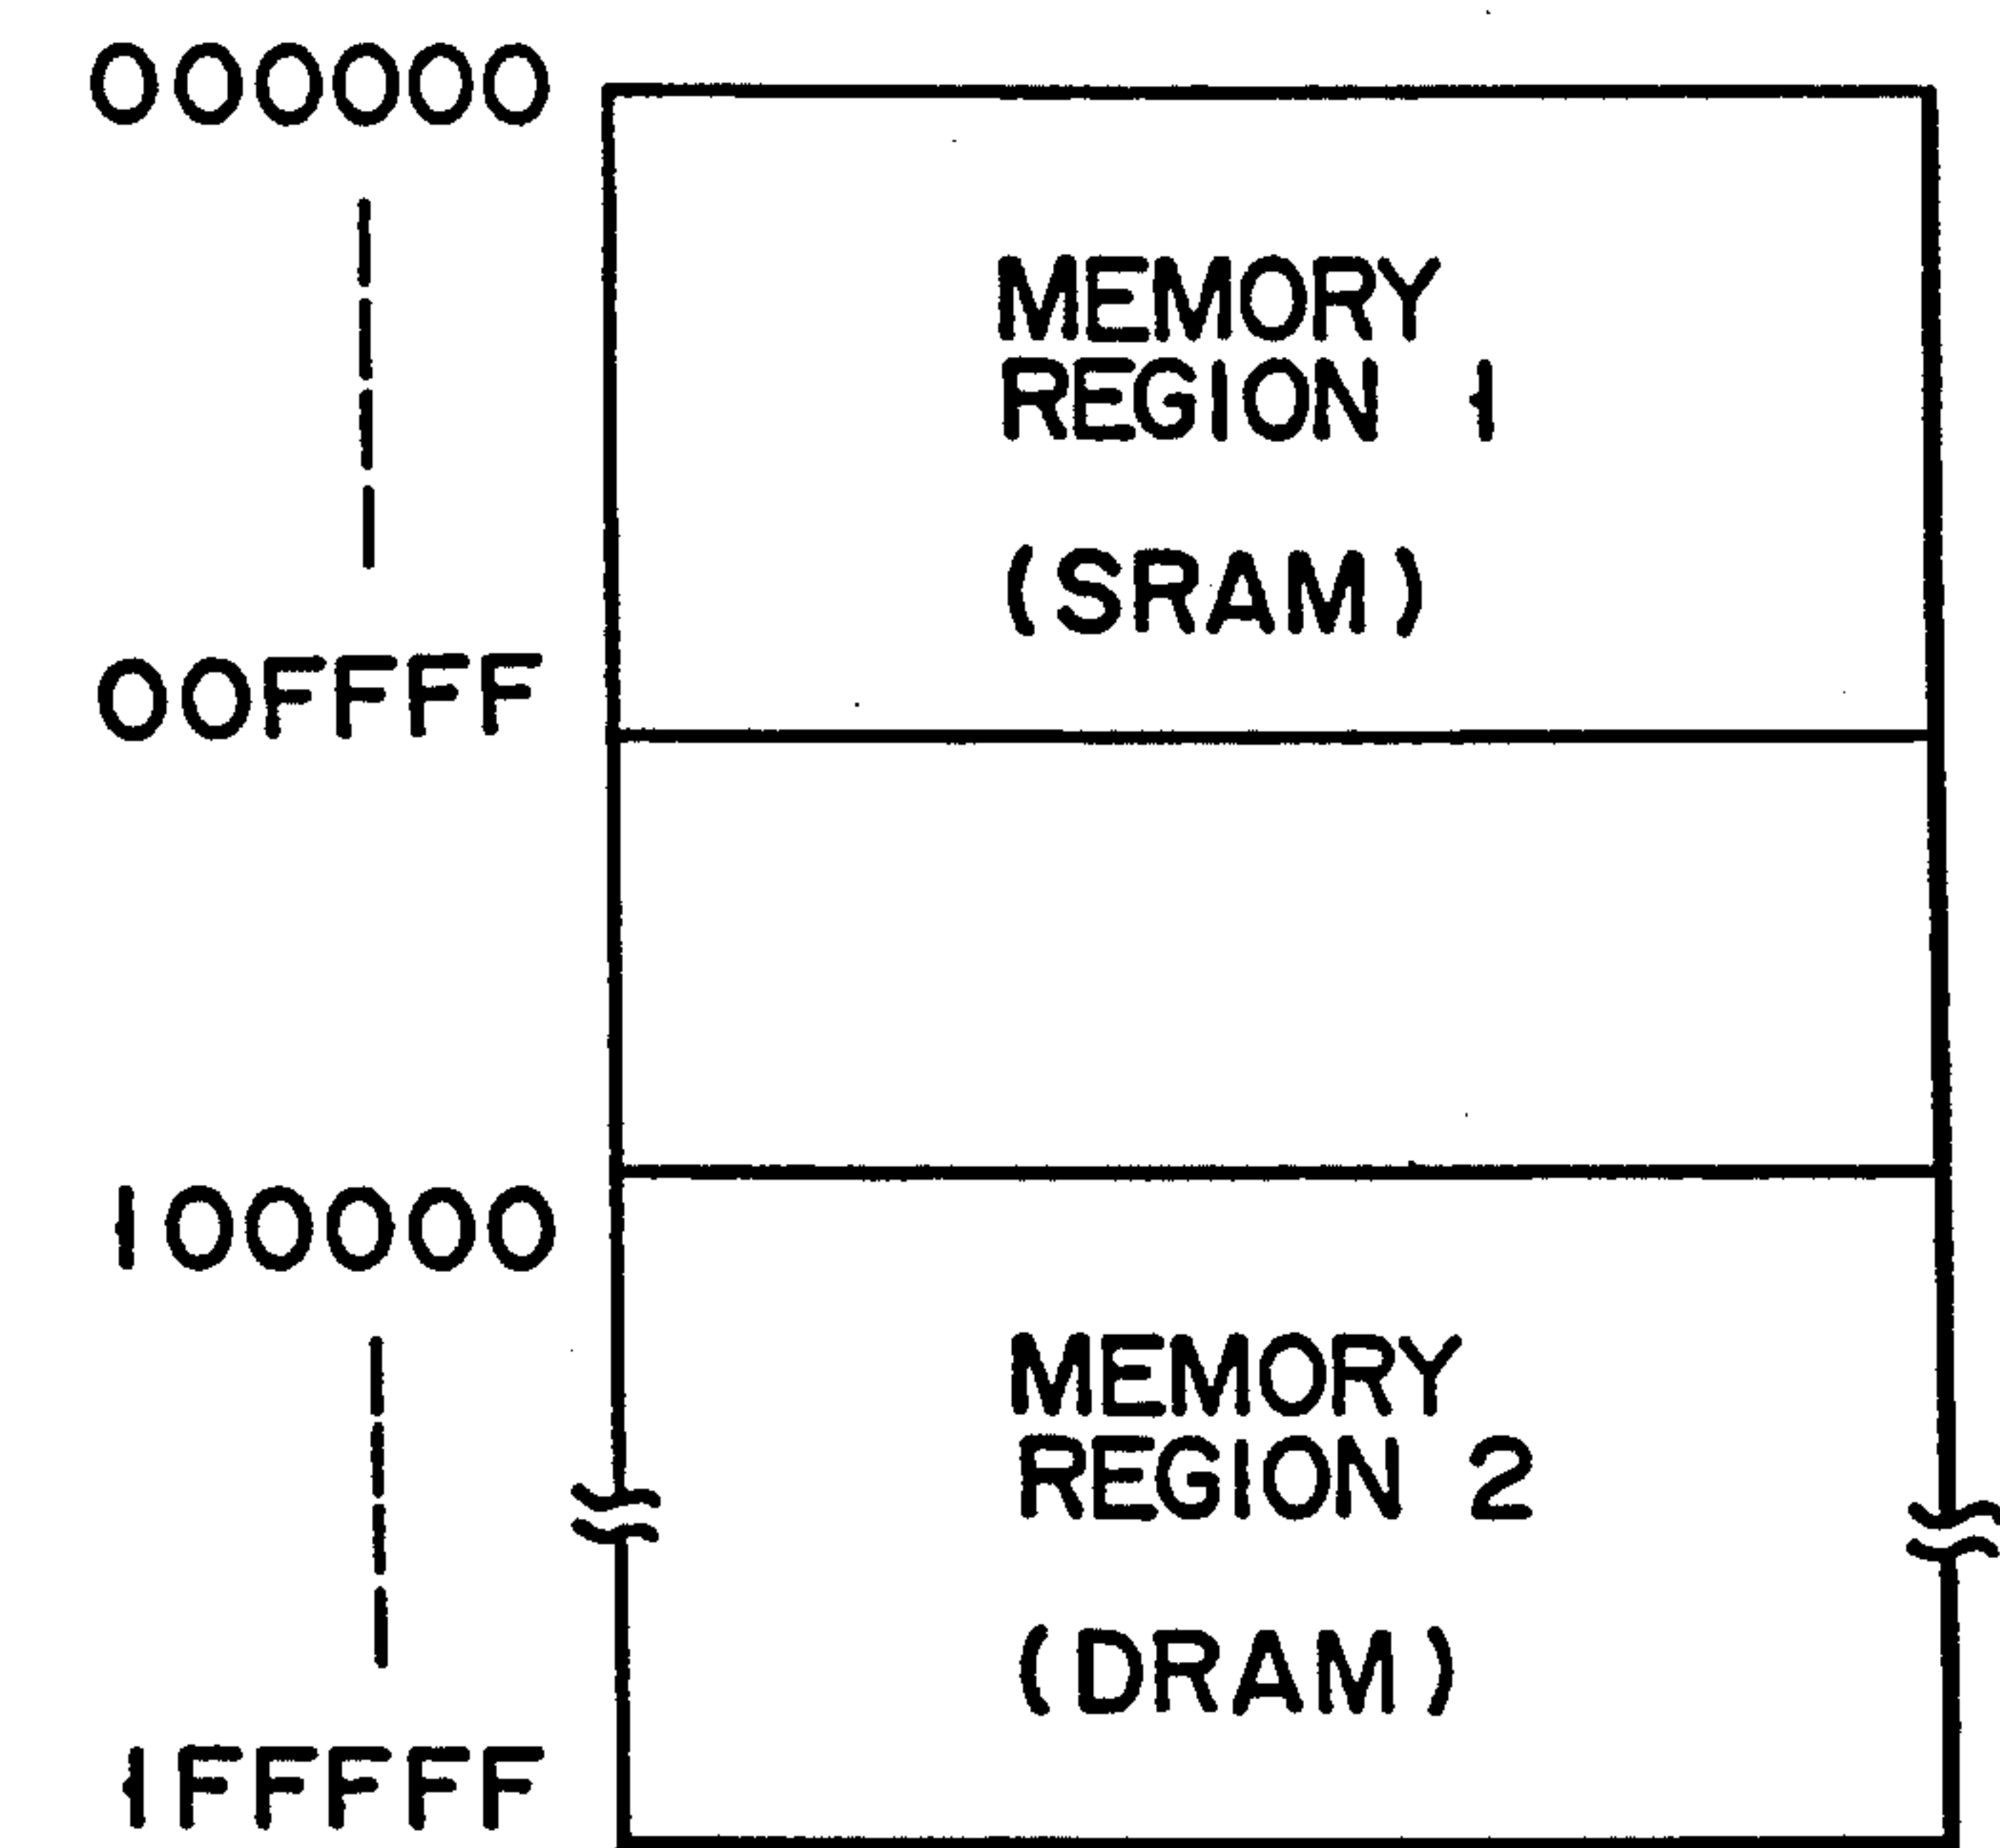 000000
MEMORY
REGION 1
(SRAM)
00FFFF
100000
MEMORY
REGION 2
(DRAM)
1FFFFF